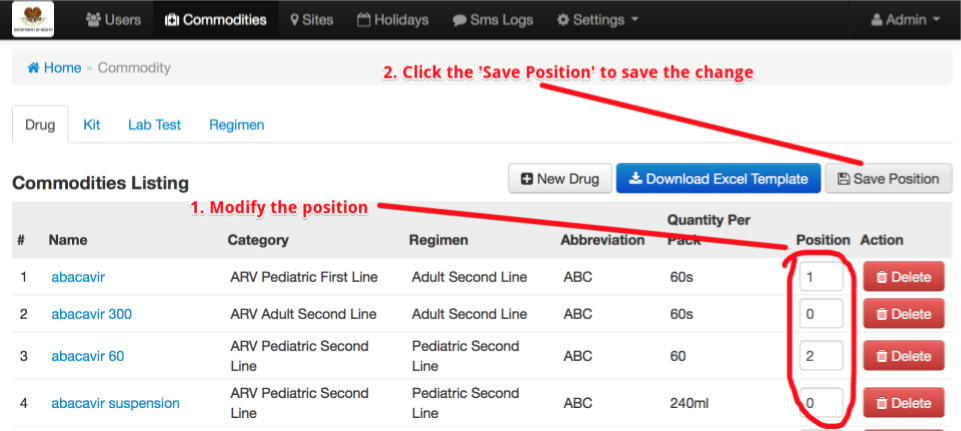 DEPARTMENT OF HEALTH
Users Commodities Sites Holidays Sms Logs Settings Admin
Home » Commodity
2. Click the 'Save Position' to save the change
Drug Kit Lab Test Regimen
Commodities Listing New Drug Download Excel Template Save Position
1. Modify the position
# Name Category Regimen Abbreviation Quantity Per Pack Position Action
1 abacavir ARV Pediatric First Line Adult Second Line ABC 60s 1 Delete
2 abacavir 300 ARV Adult Second Line Adult Second Line ABC 60s 0 Delete
3 abacavir 60 ARV Pediatric Second Line Pediatric Second Line ABC 60 2 Delete
4 abacavir suspension ARV Pediatric Second Line Pediatric Second Line ABC 240ml 0 Delete